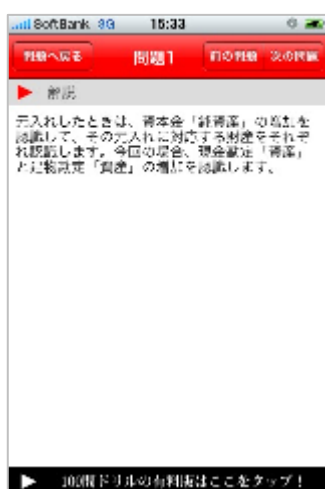 SoftBank 3G 15:33
問題へ戻る 問題1 前の問題 次の問題
解説
元入れしたときは、資本金「純資産」の増加を
認識して、その元入れに対応する財産をそれぞ
れ認識します。今回の場合、現金勘定「資産」
と建物勘定「資産」の増加を認識します。
100問ドリルの有料版はここをタップ！